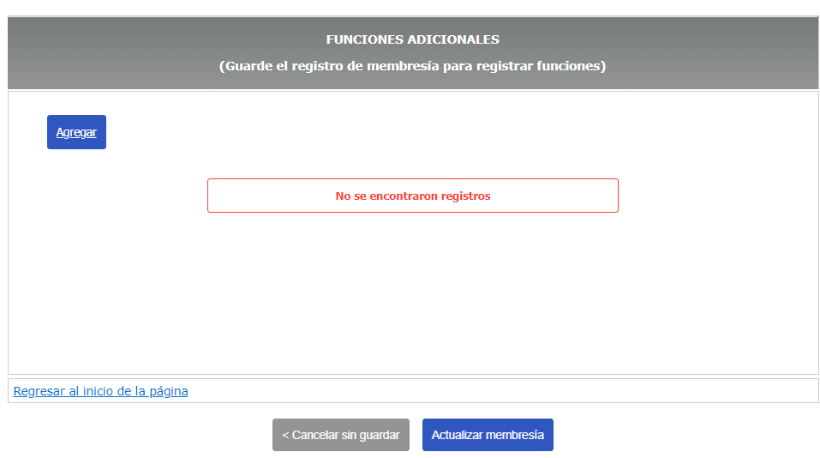 FUNCIONES ADICIONALES
(Guarde el registro de membresía para registrar funciones)
Agregar
No se encontraron registros
Regresar al inicio de la página
< Cancelar sin guardar
Actualizar membresía